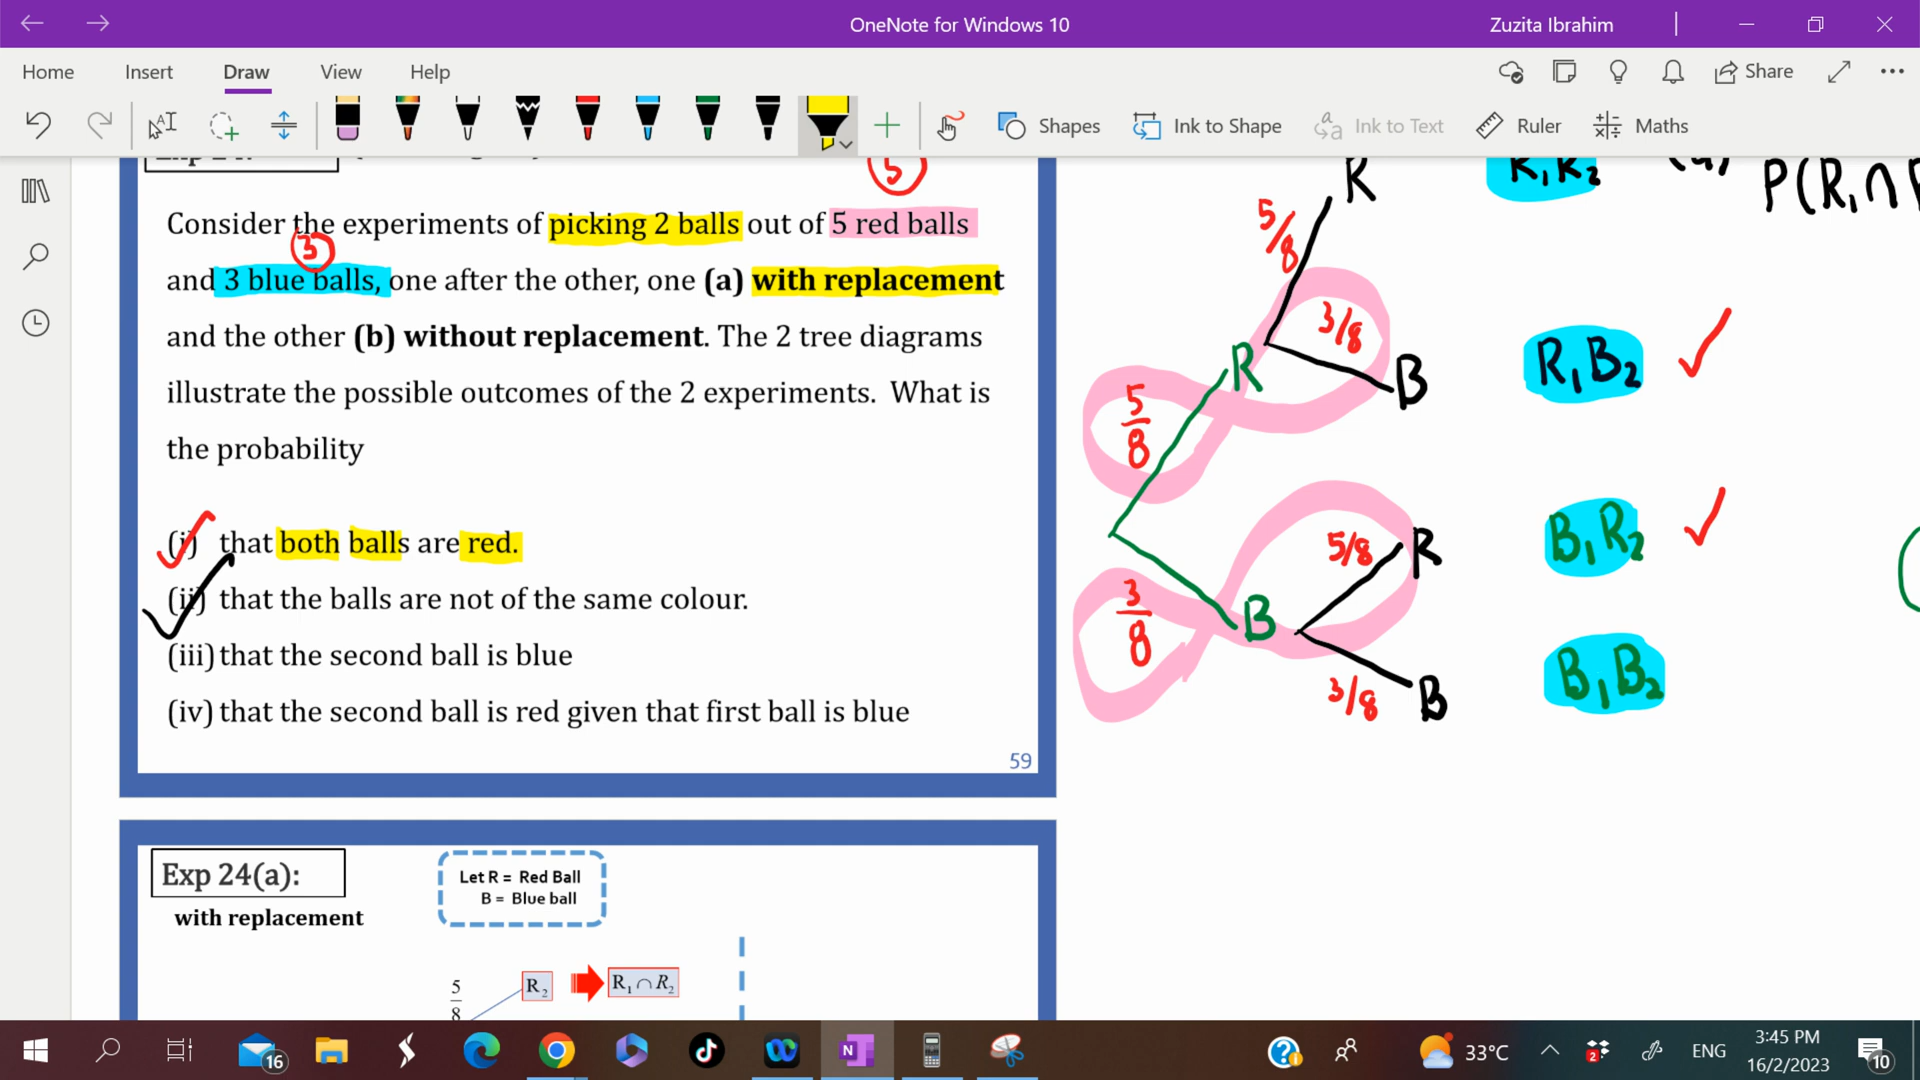 OneNote for Windows 10
Zuzita Ibrahim
Home
Insert
Draw
View
Help
Share
Shapes
Ink to Shape
Ink to Text
Ruler
Maths
5
Consider the experiments of picking 2 balls out of 5 red balls
3
and 3 blue balls, one after the other, one (a) with replacement
and the other (b) without replacement. The 2 tree diagrams
illustrate the possible outcomes of the 2 experiments. What is
the probability
(i) that both balls are red.
(ii) that the balls are not of the same colour.
(iii) that the second ball is blue
(iv) that the second ball is red given that first ball is blue
59
R
5/8
3/8
R
B
5/8
5/8
R
3/8
B
3/8
B
R₁R₂
P(R₁∩
R₁B₂
B₁R₂
B₁B₂
Exp 24(a):
with replacement
Let R = Red Ball
B = Blue ball
5
8
R₂
R₁ ∩ R₂
16
33°C
2
ENG
3:45 PM
16/2/2023
10